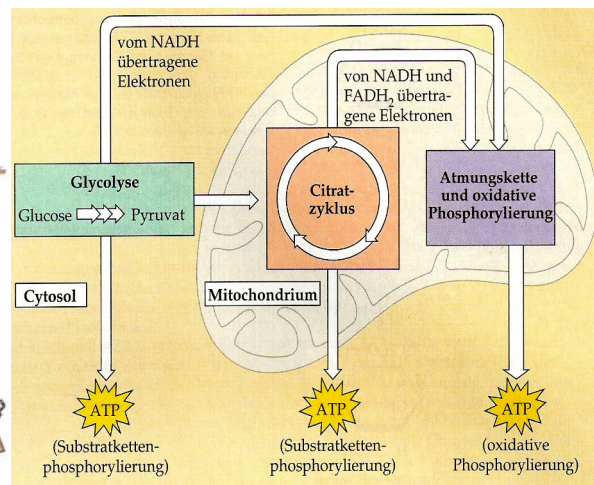 vom NADH
übertragene
Elektronen
von NADH und
FADH₂ übertra-
gene Elektronen
Glycolyse
Glucose Pyruvat
Citrat-
zyklus
Atmungskette
und oxidative
Phosphorylierung
Cytosol
Mitochondrium
ATP
ATP
ATP
(Substratketten-
phosphorylierung)
(Substratketten-
phosphorylierung)
(oxidative
Phosphorylierung)